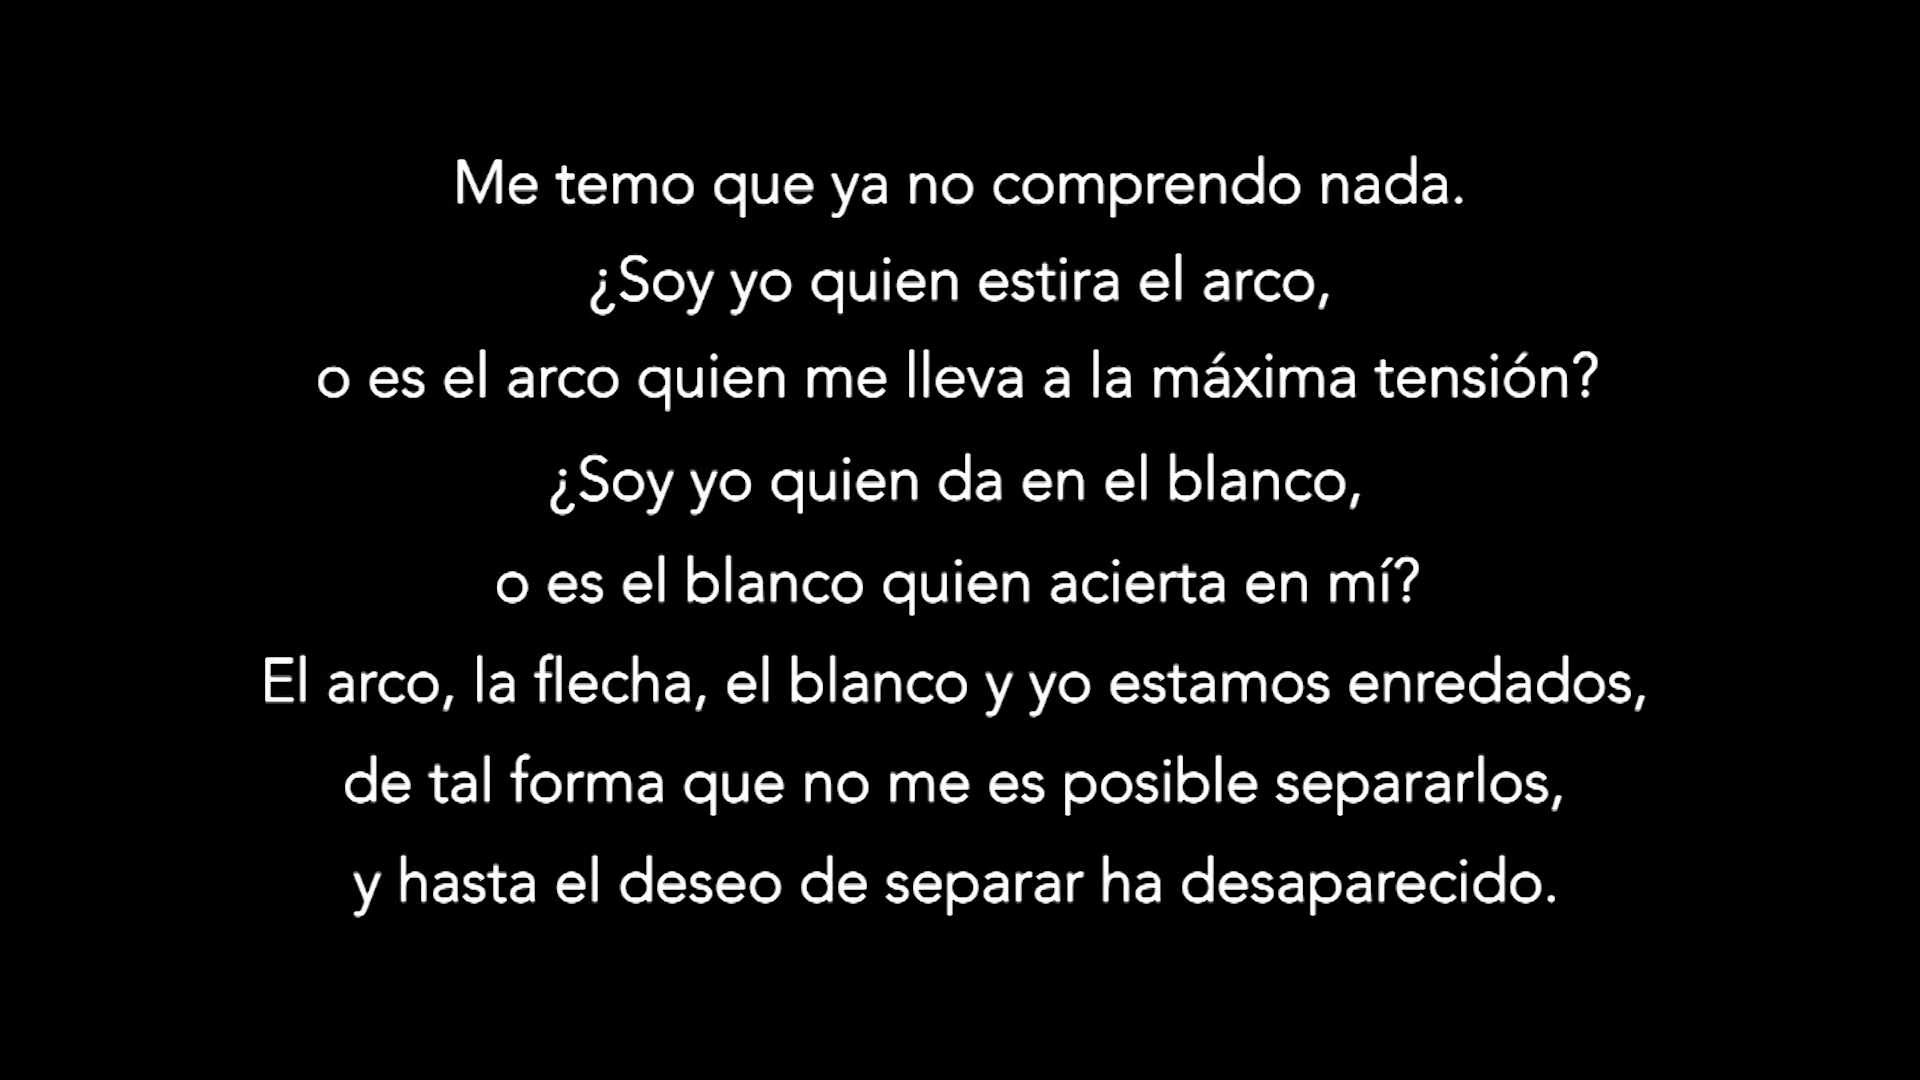 Me temo que ya no comprendo nada.
¿Soy yo quien estira el arco,
o es el arco quien me lleva a la máxima tensión?
¿Soy yo quien da en el blanco,
o es el blanco quien acierta en mí?
El arco, la flecha, el blanco y yo estamos enredados,
de tal forma que no me es posible separarlos,
y hasta el deseo de separar ha desaparecido.